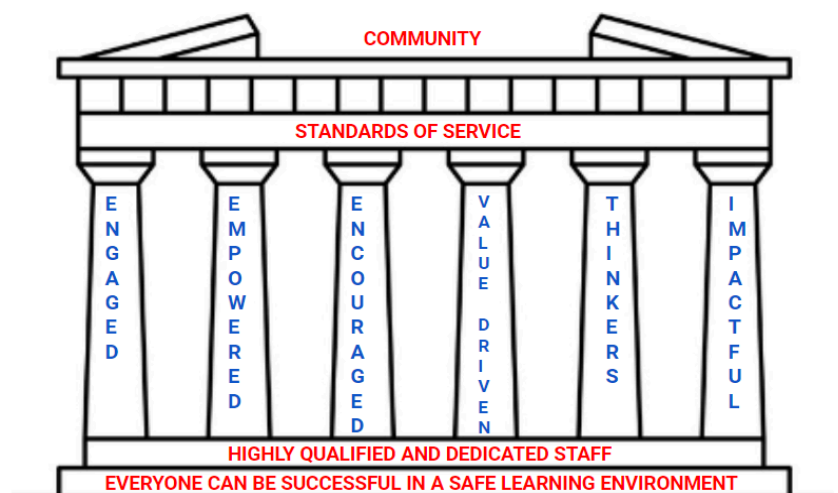 COMMUNITY
STANDARDS OF SERVICE
ENGAGED
EMPOWERED
ENCOURAGED
VALUE DRIVEN
THINKERS
IMPACTFUL
HIGHLY QUALIFIED AND DEDICATED STAFF
EVERYONE CAN BE SUCCESSFUL IN A SAFE LEARNING ENVIRONMENT